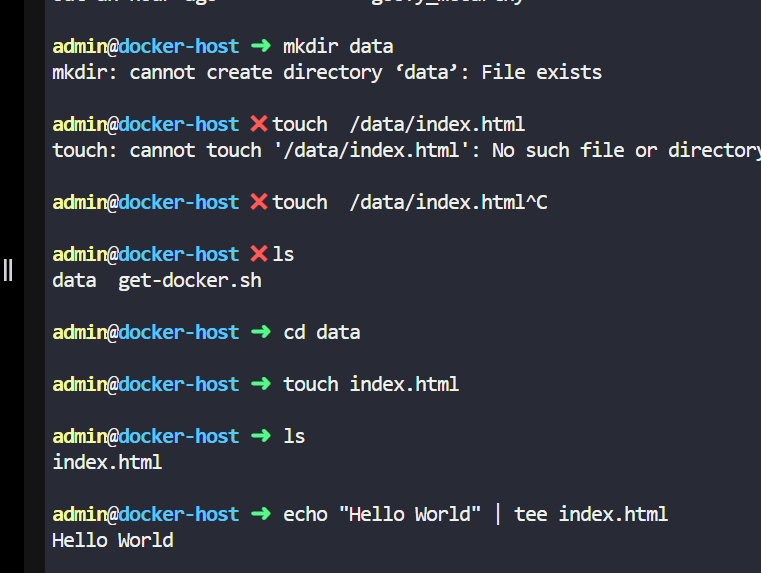 admin@docker-host ➜ mkdir data
mkdir: cannot create directory ‘data’: File exists
admin@docker-host ❌touch  /data/index.html
touch: cannot touch '/data/index.html': No such file or directory
admin@docker-host ❌touch  /data/index.html^C
admin@docker-host ❌ls
data  get-docker.sh
admin@docker-host ➜ cd data
admin@docker-host ➜ touch index.html
admin@docker-host ➜ ls
index.html
admin@docker-host ➜ echo "Hello World" | tee index.html
Hello World